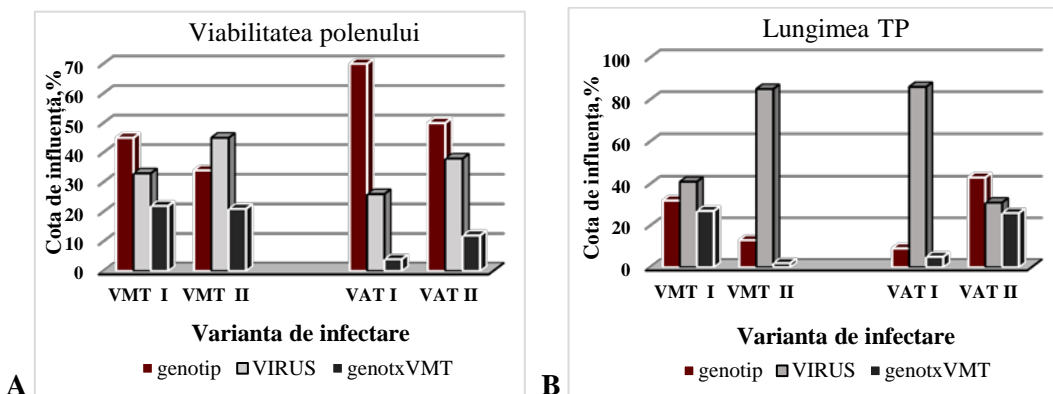 Viabilitatea polenului
Cota de influență,%
70
60
50
40
30
20
10
0
VMT I VMT II VAT I VAT II
Varianta de infectare
genotip VIRUS genotxVMT
A
Lungimea TP
Cota de influența,%
100
80
60
40
20
0
VMT I VMT II VAT I VAT II
Varianta de infectare
genotip VIRUS genotxVMT
B